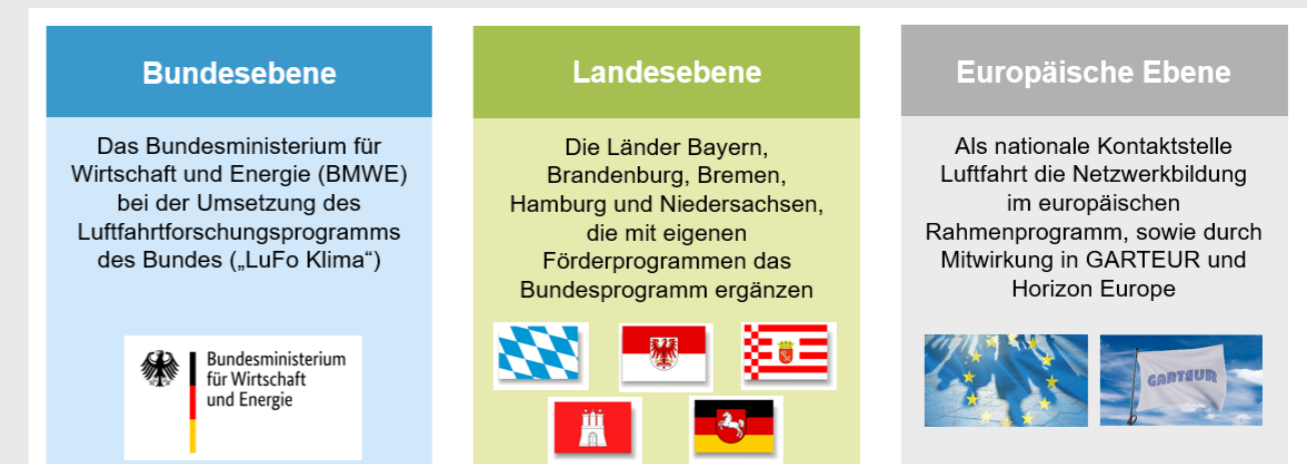 Bundesebene
Das Bundesministerium für
Wirtschaft und Energie (BMWE)
bei der Umsetzung des
Luftfahrtforschungsprogramms
des Bundes („LuFo Klima“)
Bundesministerium
für Wirtschaft
und Energie
Landesebene
Die Länder Bayern,
Brandenburg, Bremen,
Hamburg und Niedersachsen,
die mit eigenen
Förderprogrammen das
Bundesprogramm ergänzen
Europäische Ebene
Als nationale Kontaktstelle
Luftfahrt die Netzwerkbildung
im europäischen
Rahmenprogramm, sowie durch
Mitwirkung in GARTEUR und
Horizon Europe
GARTEUR